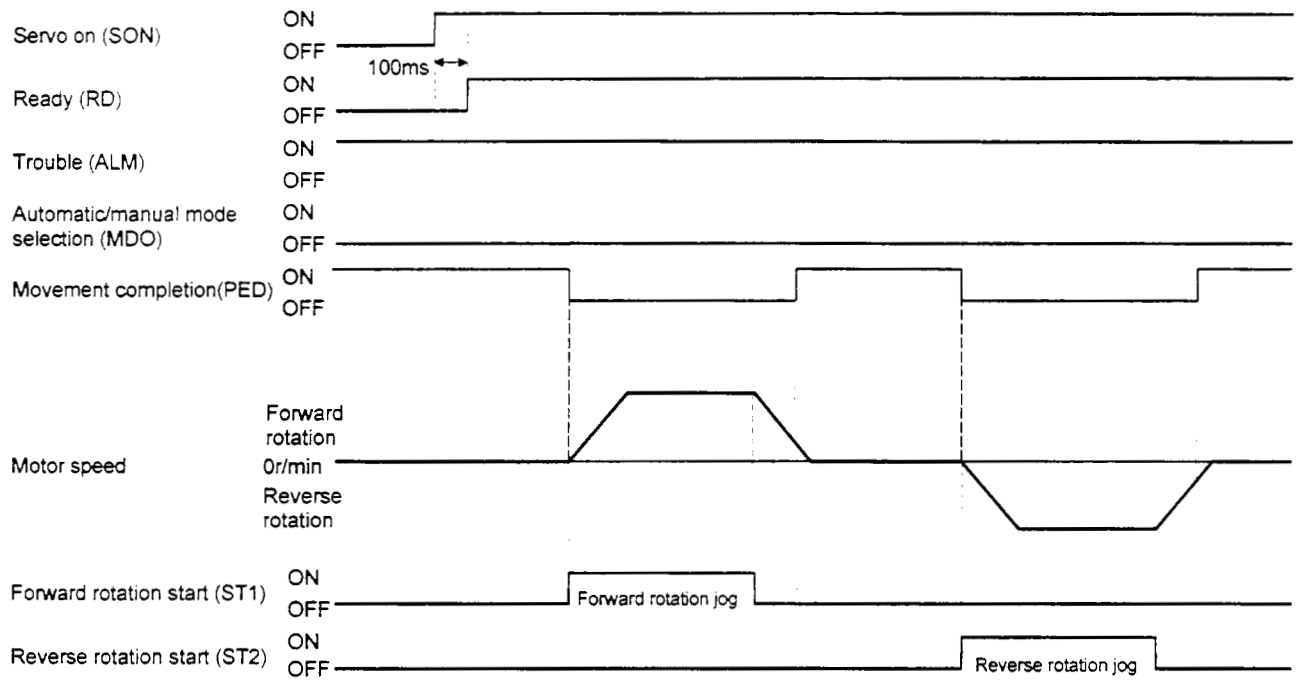 Servo on (SON)
ON
OFF
100ms
Ready (RD)
ON
OFF
Trouble (ALM)
ON
OFF
Automatic/manual mode
selection (MDO)
ON
OFF
Movement completion(PED)
ON
OFF
Motor speed
Forward
rotation
0r/min
Reverse
rotation
Forward rotation start (ST1)
ON
OFF
Forward rotation jog
Reverse rotation start (ST2)
ON
OFF
Reverse rotation jog